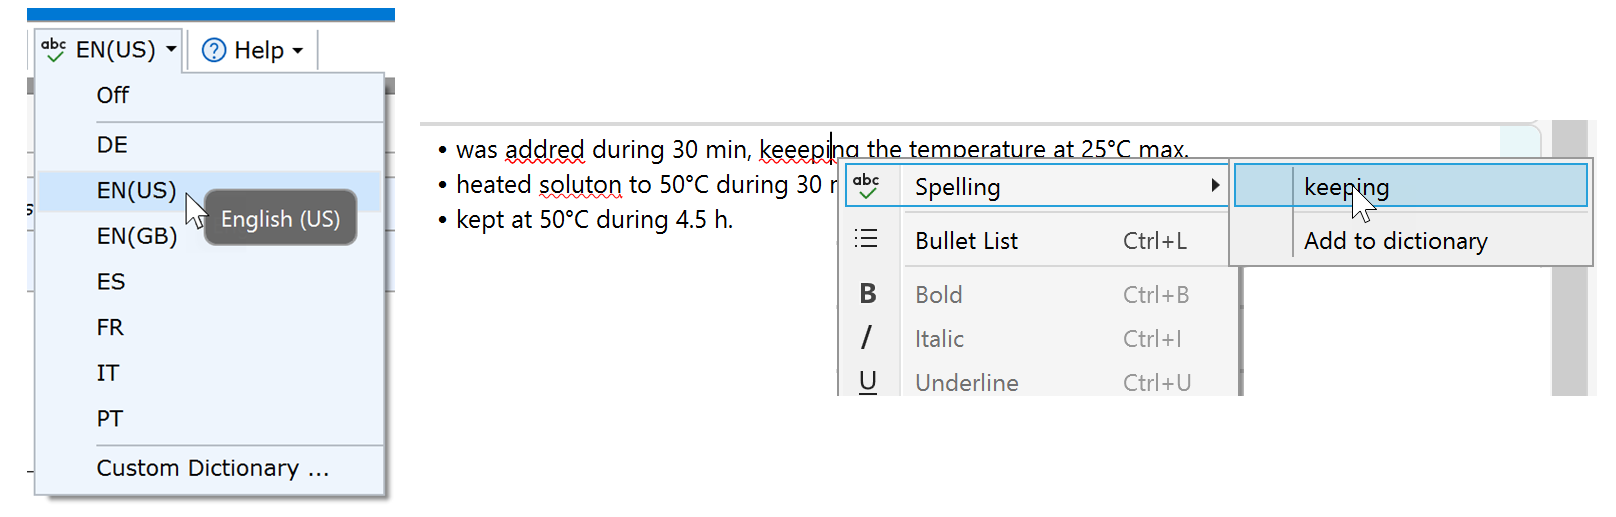 abc EN(US) Help
Off
DE
EN(US)
English (US)
EN(GB)
ES
FR
IT
PT
Custom Dictionary ...
• was addred during 30 min, keeeping the temperature at 25°C max.
• heated soluton to 50°C during 30
• kept at 50°C during 4.5 h.
abc Spelling
Bullet List Ctrl+L
B Bold Ctrl+B
I Italic Ctrl+I
U Underline Ctrl+U
keeping
Add to dictionary